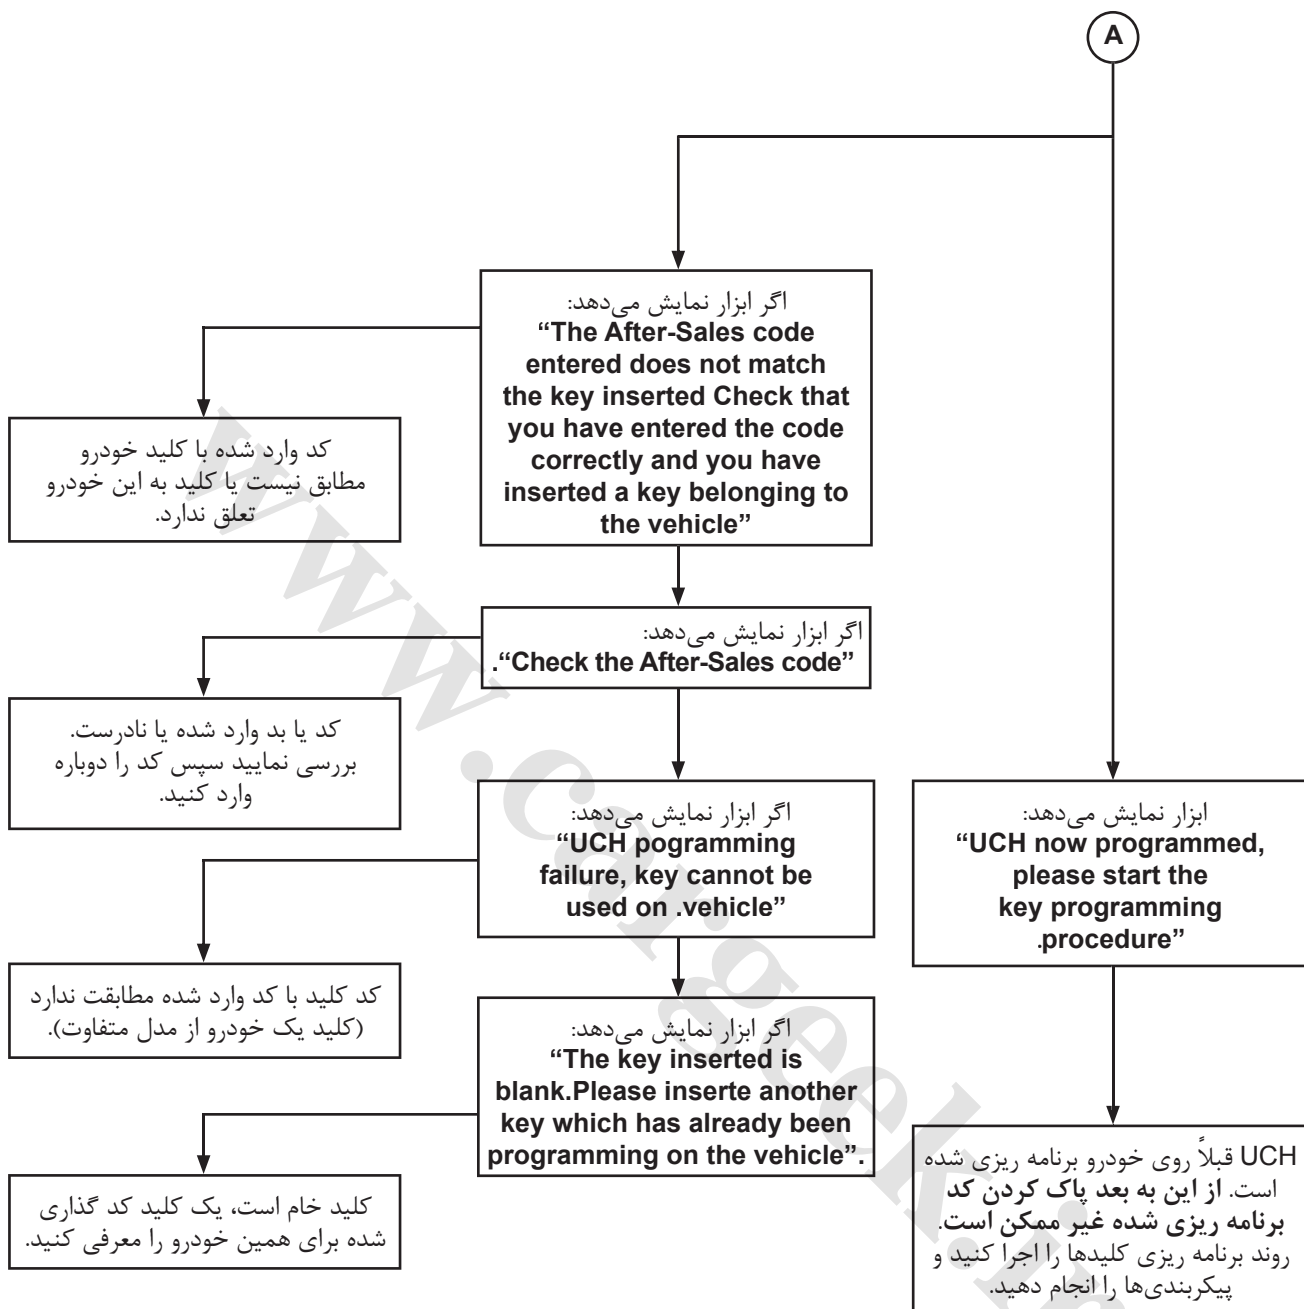 A
اگر ابزار نمایش می‌دهد:
“The After-Sales code
entered does not match
the key inserted Check that
you have entered the code
correctly and you have
inserted a key belonging to
the vehicle”
کد وارد شده با کلید خودرو
مطابق نیست یا کلید به این خودرو
تعلق ندارد.
اگر ابزار نمایش می‌دهد:
.“Check the After-Sales code”
کد یا بد وارد شده یا نادرست.
بررسی نمایید سپس کد را دوباره
وارد کنید.
اگر ابزار نمایش می‌دهد:
“UCH pogramming
failure, key cannot be
used on .vehicle”
کد کلید با کد وارد شده مطابقت ندارد
(کلید یک خودرو از مدل متفاوت).
اگر ابزار نمایش می‌دهد:
“The key inserted is
blank.Please inserte another
key which has already been
programming on the vehicle”.
کلید خام است، یک کلید کد گذاری
شده برای همین خودرو را معرفی کنید.
ابزار نمایش می‌دهد:
“UCH now programmed,
please start the
key programming
.procedure”
UCH قبلاً روی خودرو برنامه ریزی شده
است. از این به بعد پاک کردن کد
برنامه ریزی شده غیر ممکن است.
روند برنامه ریزی کلیدها را اجرا کنید و
پیکربندی‌ها را انجام دهید.
www.cargeek.ir